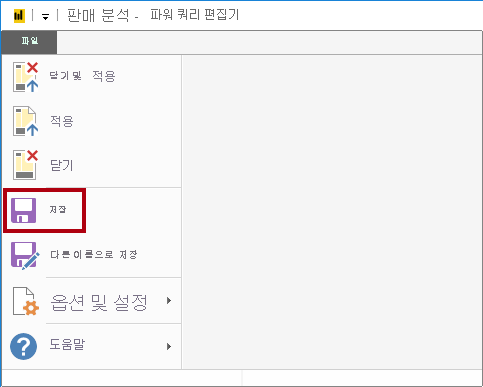 판매 분석 - 파워 쿼리 편집기
파일
닫기 및 적용
적용
닫기
저장
다른 이름으로 저장
옵션 및 설정
도움말